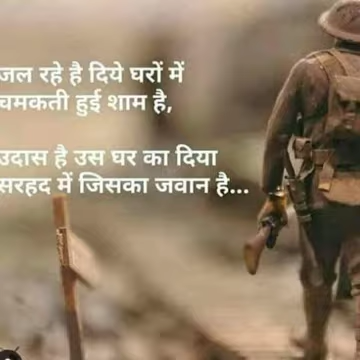 जल रहे है दिये घरों में
चमकती हुई शाम है,
उदास है उस घर का दिया
सरहद में जिसका जवान है...